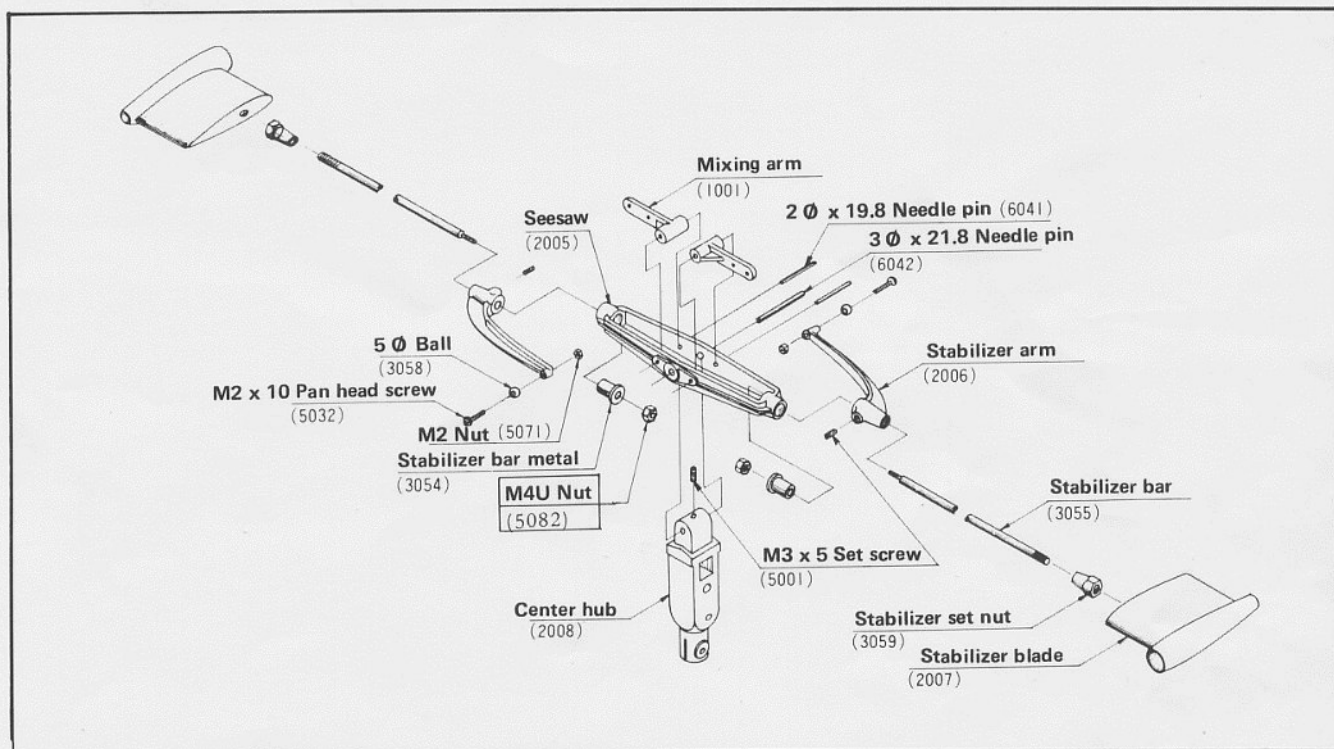 Mixing arm
(1001)
2 Ø x 19.8 Needle pin (6041)
Seesaw
(2005)
3 Ø x 21.8 Needle pin
(6042)
5 Ø Ball
(3058)
Stabilizer arm
(2006)
M2 x 10 Pan head screw
(5032)
M2 Nut (5071)
Stabilizer bar metal
(3054)
M4U Nut
(5082)
Stabilizer bar
(3055)
M3 x 5 Set screw
(5001)
Center hub
(2008)
Stabilizer set nut
(3059)
Stabilizer blade
(2007)